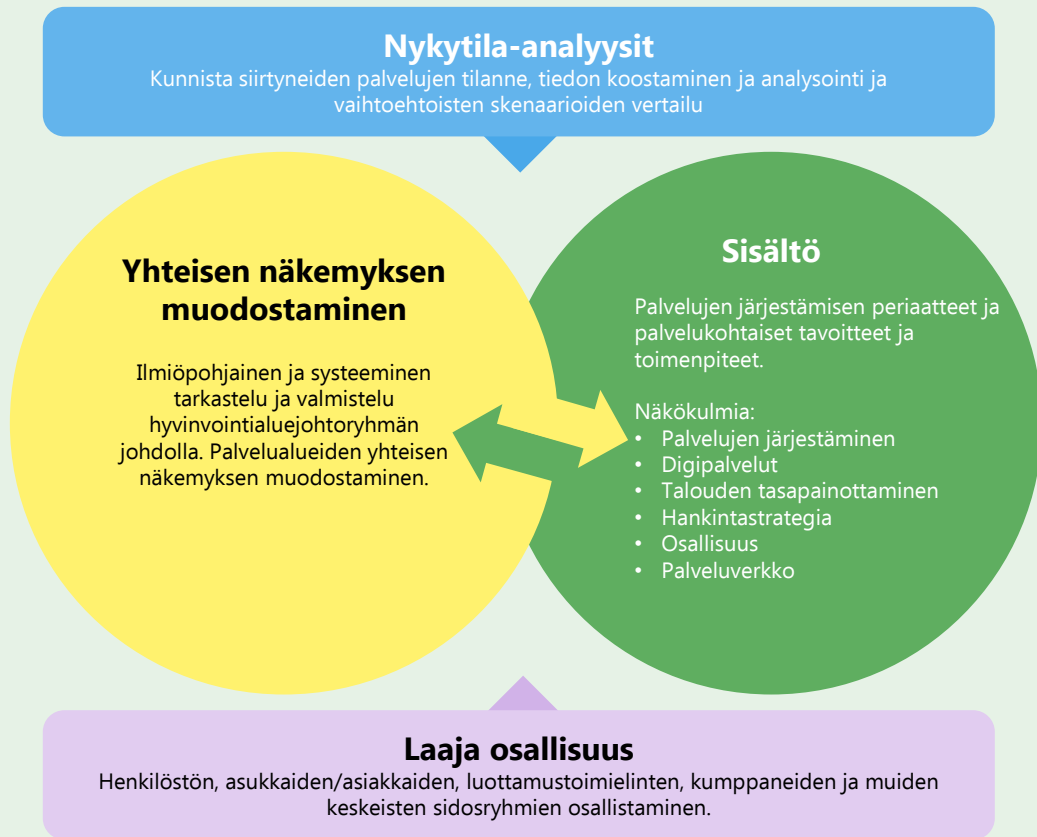 Nykytila-analyysit
Kunnista siirtyneiden palvelujen tilanne, tiedon koostaminen ja analysointi ja
vaihtoehtoisten skenaarioiden vertailu
Yhteisen näkemyksen
muodostaminen
Ilmiöpohjainen ja systeeminen
tarkastelu ja valmistelu
hyvinvointialuejohtoryhmän
johdolla. Palvelualueiden yhteisen
näkemyksen muodostaminen.
Sisältö
Palvelujen järjestämisen periaatteet ja
palvelukohtaiset tavoitteet ja
toimenpiteet.
Näkökulmia:
• Palvelujen järjestäminen
• Digipalvelut
• Talouden tasapainottaminen
• Hankintastrategia
• Osallisuus
• Palveluverkko
Laaja osallisuus
Henkilöstön, asukkaiden/asiakkaiden, luottamustoimielinten, kumppaneiden ja muiden
keskeisten sidosryhmien osallistaminen.